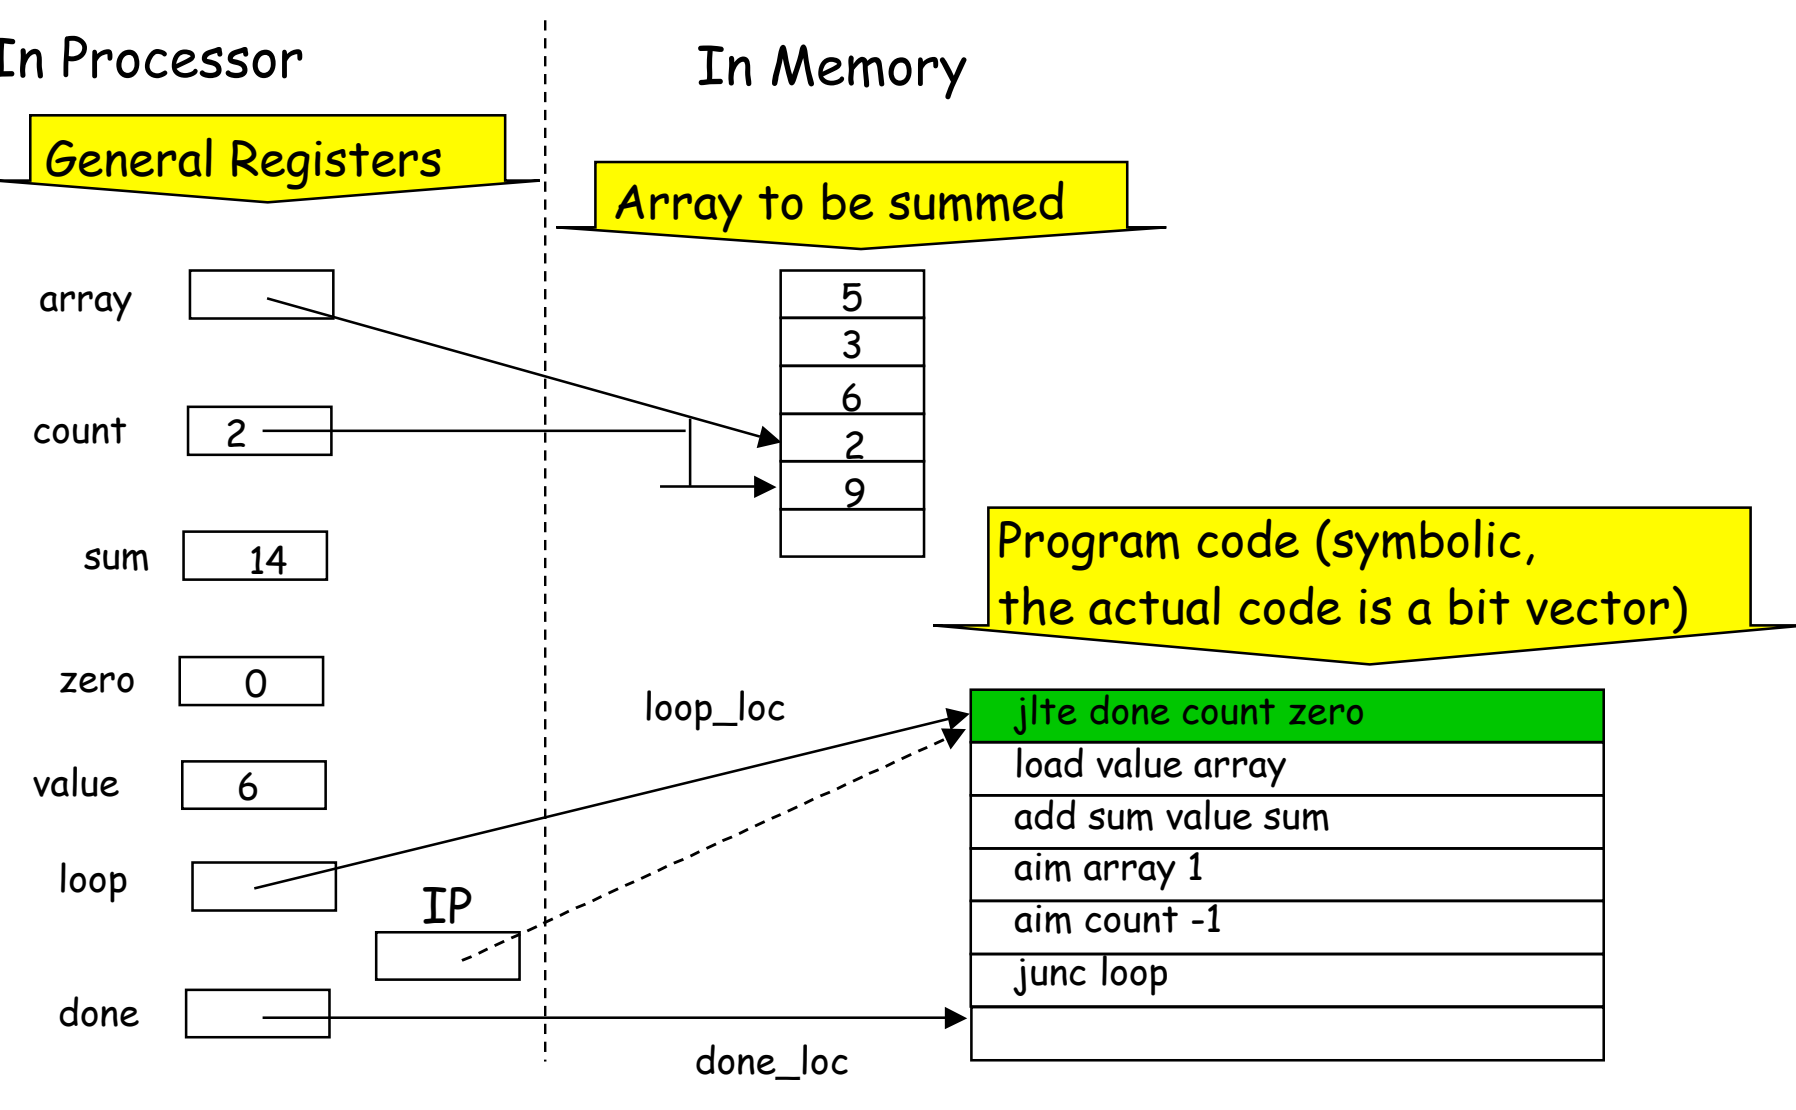 In Processor
In Memory
General Registers
Array to be summed
array
5
3
6
count 2
2
9
sum 14
Program code (symbolic,
the actual code is a bit vector)
zero 0
loop_loc
jlte done count zero
value 6
load value array
add sum value sum
loop
aim array 1
IP
aim count -1
junc loop
done
done_loc